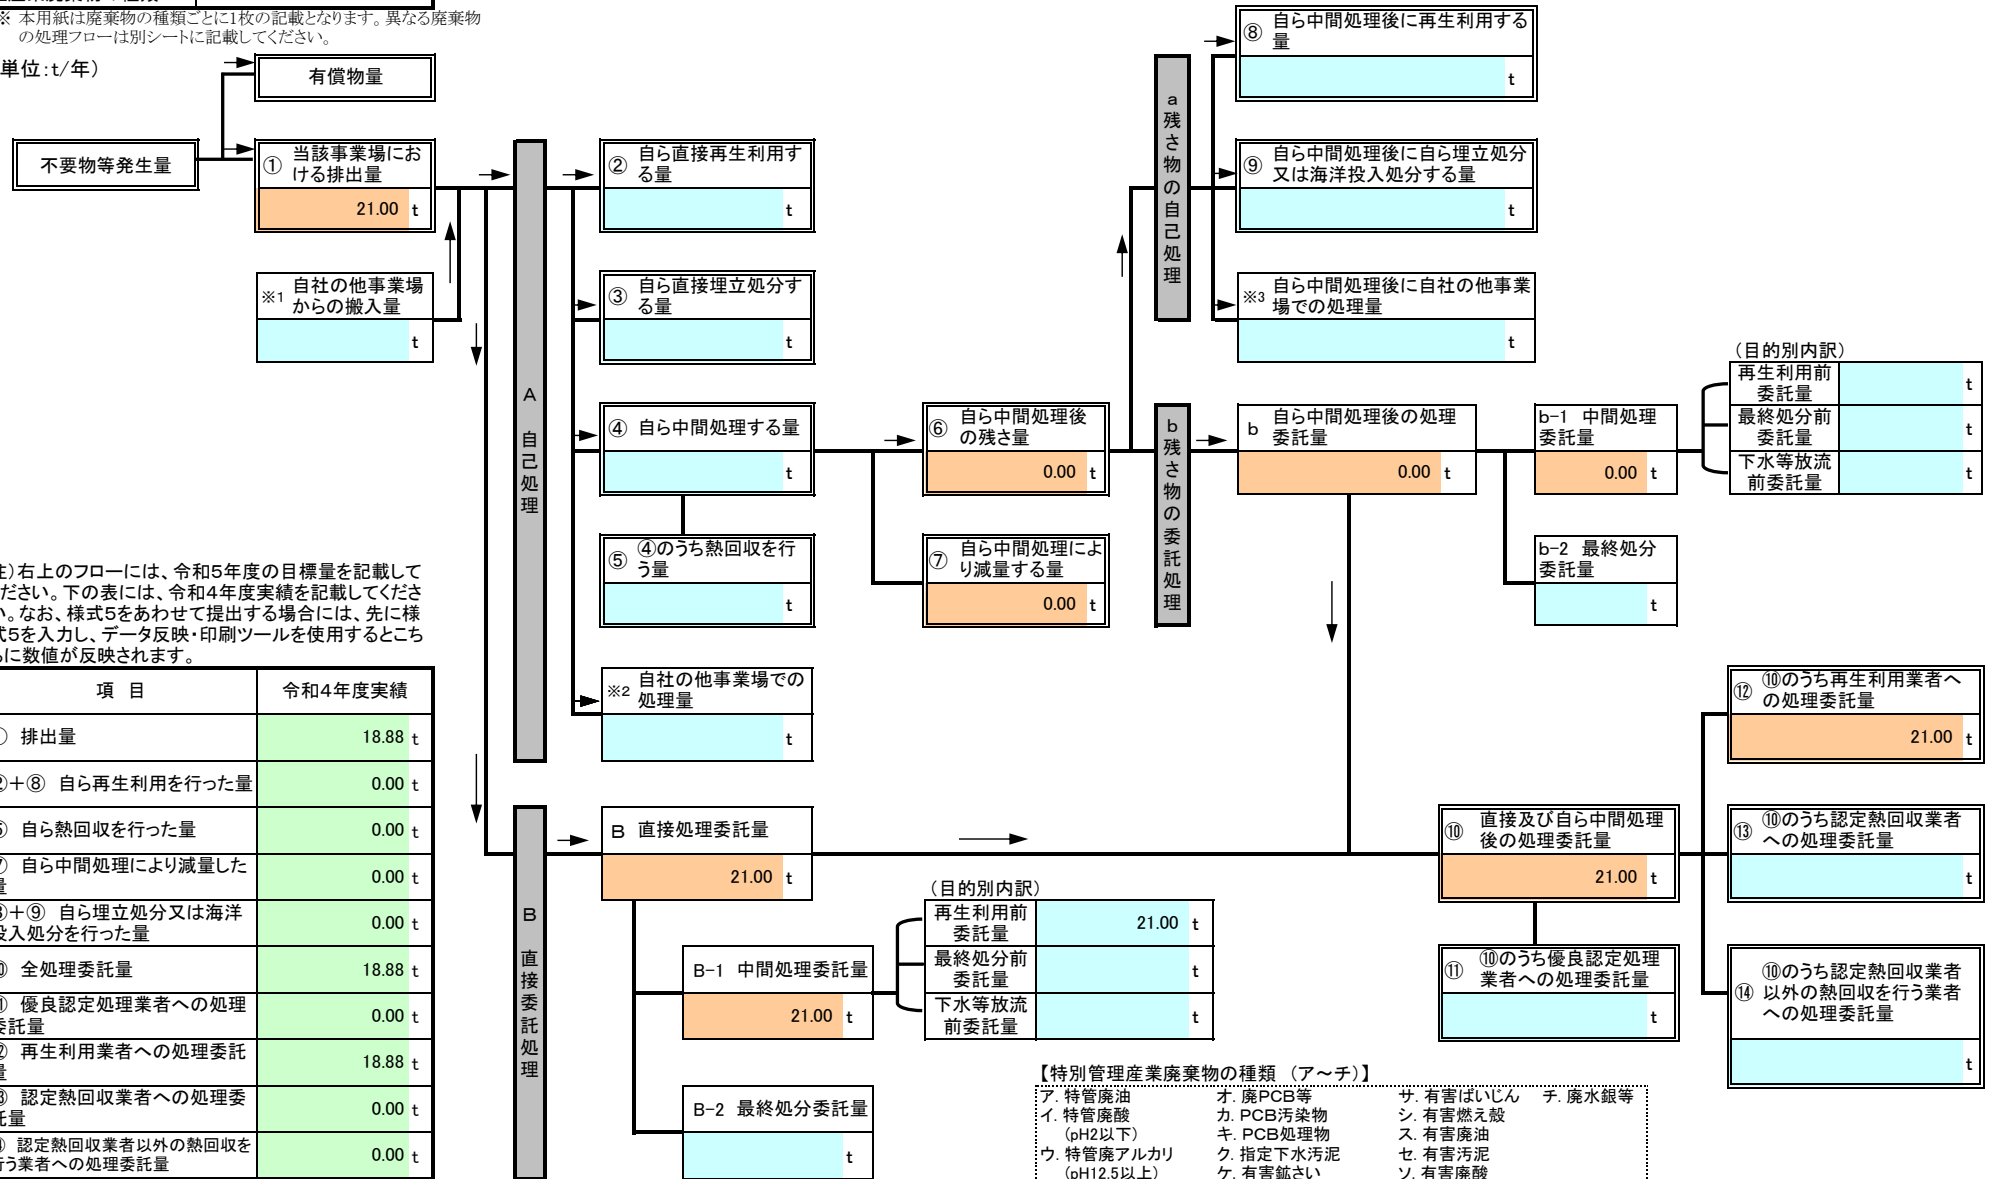 ※ 本用紙は廃棄物の種類ごとに1枚の記載となります。異なる廃棄物
の処理フローは別シートに記載してください。
単位:t/年)
有償物量
不要物等発生量
① 当該事業場にお
ける排出量
21.00 t
※1 自社の他事業場
からの搬入量
t
A 自己処理
② 自ら直接再生利用す
る量
t
③ 自ら直接埋立処分す
る量
t
④ 自ら中間処理する量
t
⑤ ④のうち熱回収を行
う量
t
※2 自社の他事業場での
処理量
t
⑥ 自ら中間処理後
の残さ量
0.00 t
⑦ 自ら中間処理によ
り減量する量
0.00 t
a 残さ物の自己処理
⑧ 自ら中間処理後に再生利用する
量
t
⑨ 自ら中間処理後に自ら埋立処分
又は海洋投入処分する量
t
※3 自ら中間処理後に自社の他事業
場での処理量
t
b 残さ物の委託処理
b 自ら中間処理後の処理
委託量
0.00 t
b-1 中間処理
委託量
0.00 t
(目的別内訳)
再生利用前
委託量
t
最終処分前
委託量
t
下水等放流
前委託量
t
b-2 最終処分
委託量
t
注)右上のフローには、令和5年度の目標量を記載して
ください。下の表には、令和4年度実績を記載してくださ
い。なお、様式5をあわせて提出する場合には、先に様
式5を入力し、データ反映・印刷ツールを使用するとこち
らに数値が反映されます。
項 目 令和4年度実績
① 排出量 18.88 t
②+⑧ 自ら再生利用を行った量 0.00 t
⑤ 自ら熱回収を行った量 0.00 t
⑦ 自ら中間処理により減量した
量 0.00 t
③+⑨ 自ら埋立処分又は海洋
投入処分を行った量 0.00 t
⑩ 全処理委託量 18.88 t
⑪ 優良認定処理業者への処理
委託量 0.00 t
⑫ 再生利用業者への処理委託
量 18.88 t
⑬ 認定熱回収業者への処理委
託量 0.00 t
⑭ 認定熱回収業者以外の熱回収を
行う業者への処理委託量 0.00 t
B 直接委託処理
B 直接処理委託量
21.00 t
B-1 中間処理委託量
21.00 t
B-2 最終処分委託量
t
(目的別内訳)
再生利用前
委託量
21.00 t
最終処分前
委託量
t
下水等放流
前委託量
t
⑩ 直接及び自ら中間処理
後の処理委託量
21.00 t
⑪ ⑩のうち優良認定処理
業者への処理委託量
t
⑫ ⑩のうち再生利用業者へ
の処理委託量
21.00 t
⑬ ⑩のうち認定熱回収業者
への処理委託量
t
⑭ ⑩のうち認定熱回収業者
以外の熱回収を行う業者
への処理委託量
t
【特別管理産業廃棄物の種類 (ア~チ)】
ア. 特管廃油 オ. 廃PCB等 サ. 有害ばいじん チ. 廃水銀等
イ. 特管廃酸 カ. PCB汚染物 シ. 有害燃え殻
(pH2以下) キ. PCB処理物 ス. 有害廃油
ウ. 特管廃アルカリ ク. 指定下水汚泥 セ. 有害汚泥
(pH12.5以上) ケ. 有害鉱さい ソ. 有害廃酸